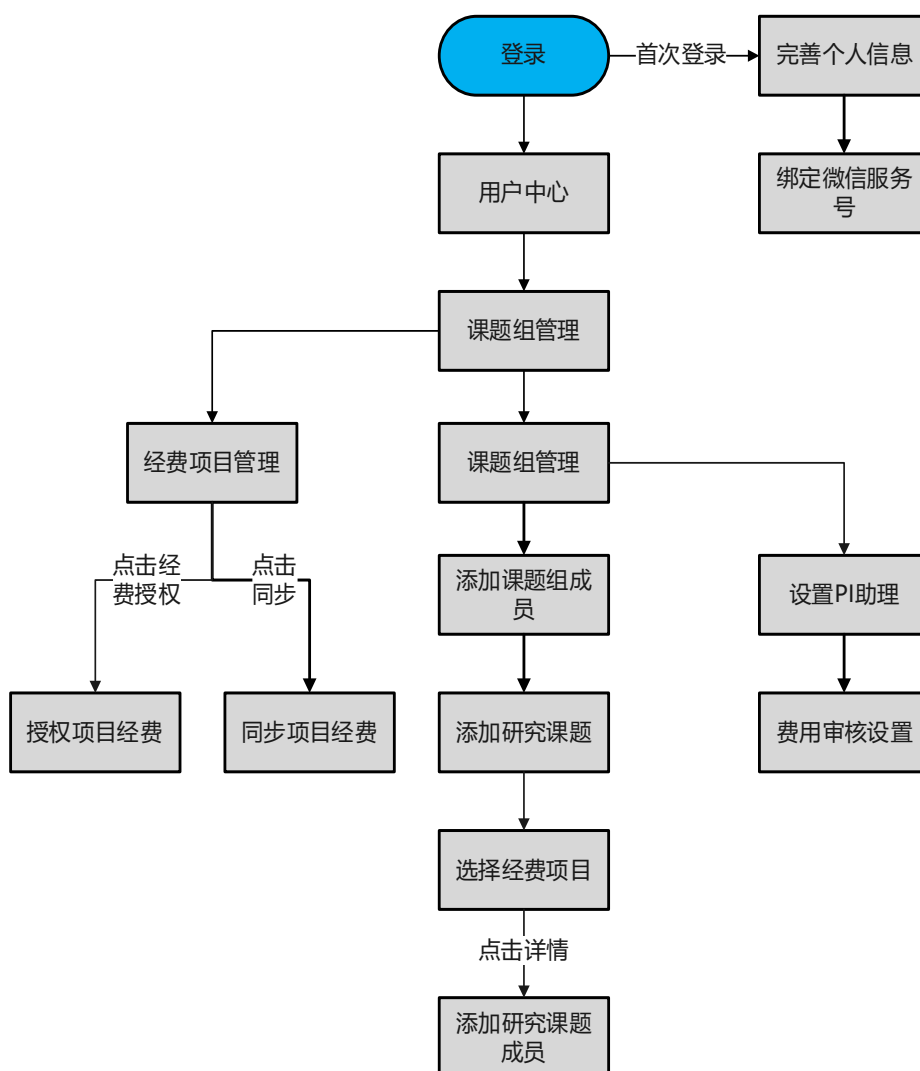 登录
首次登录
完善个人信息
用户中心
绑定微信服务
号
课题组管理
经费项目管理
课题组管理
点击经
费授权
点击
同步
添加课题组成
员
设置PI助理
授权项目经费
同步项目经费
添加研究课题
费用审核设置
选择经费项目
点击详情
添加研究课题
成员